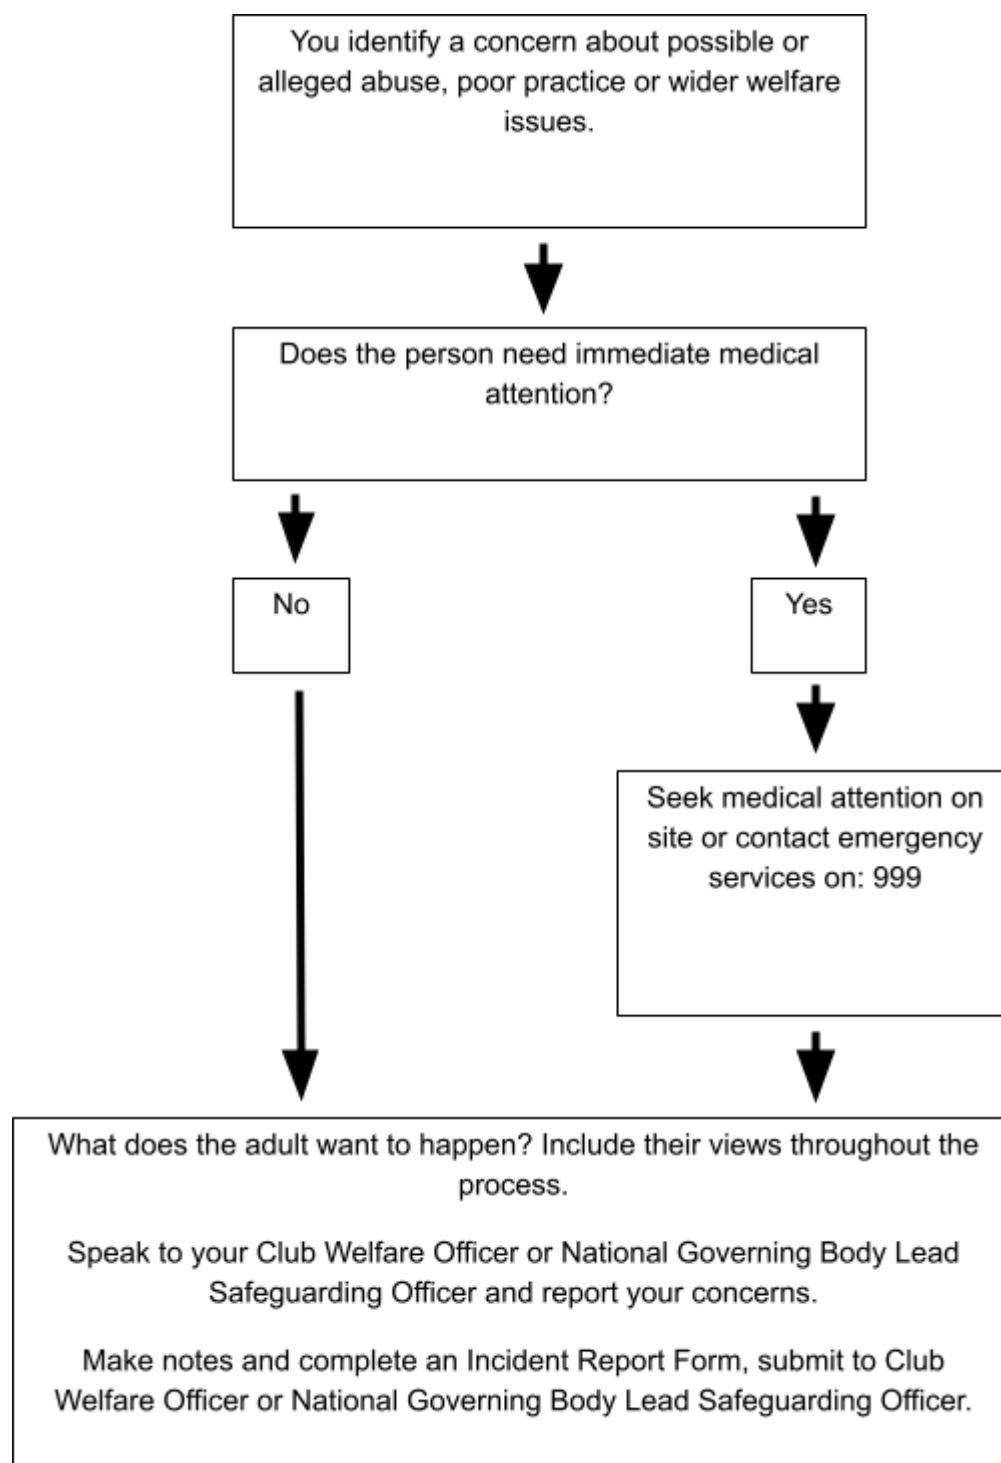 You identify a concern about possible or
alleged abuse, poor practice or wider welfare
issues.
Does the person need immediate medical
attention?
No
Yes
Seek medical attention on
site or contact emergency
services on: 999
What does the adult want to happen? Include their views throughout the
process.
Speak to your Club Welfare Officer or National Governing Body Lead
Safeguarding Officer and report your concerns.
Make notes and complete an Incident Report Form, submit to Club
Welfare Officer or National Governing Body Lead Safeguarding Officer.